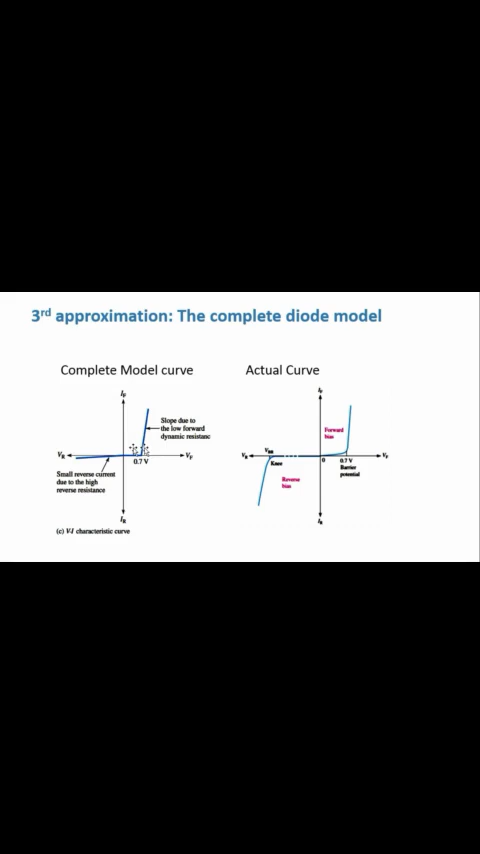 3rd approximation: The complete diode model
Complete Model curve
Actual Curve
IF
Slope due to
the low forward
dynamic resistanc
VR
VF
0.7 V
Small reverse current
due to the high
reverse resistance
IR
(c) V-I characteristic curve
IF
Forward
bias
VR
VBR
VF
Knee
0
0.7 V
Barrier
potential
Reverse
bias
IR